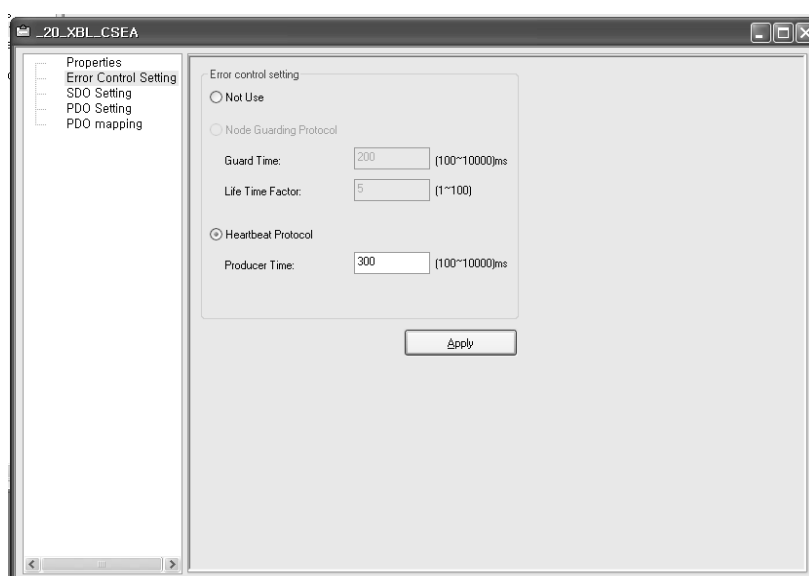 _20_XBL_CSEA
Properties
Error Control Setting
SDO Setting
PDO Setting
PDO mapping
Error control setting
Not Use
Node Guarding Protocol
Guard Time: 200 (100~10000)ms
Life Time Factor: 5 (1~100)
Heartbeat Protocol
Producer Time: 300 (100~10000)ms
Apply